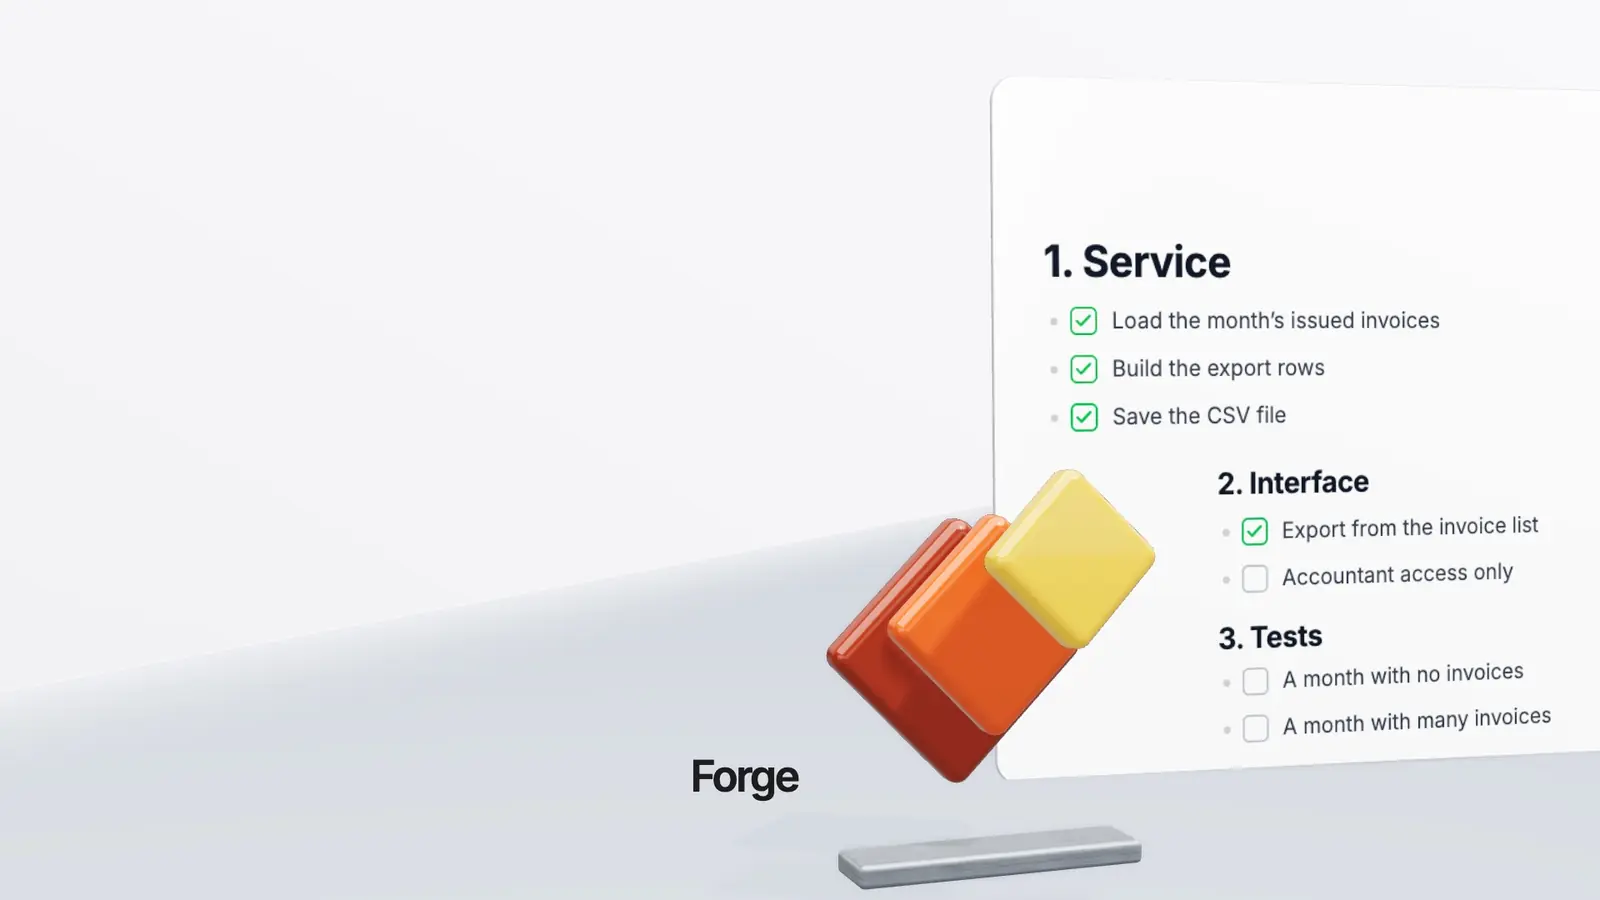 1. Service
Load the month’s issued invoices
Build the export rows
Save the CSV file
2. Interface
Export from the invoice list
Accountant access only
3. Tests
A month with no invoices
A month with many invoices
Forge